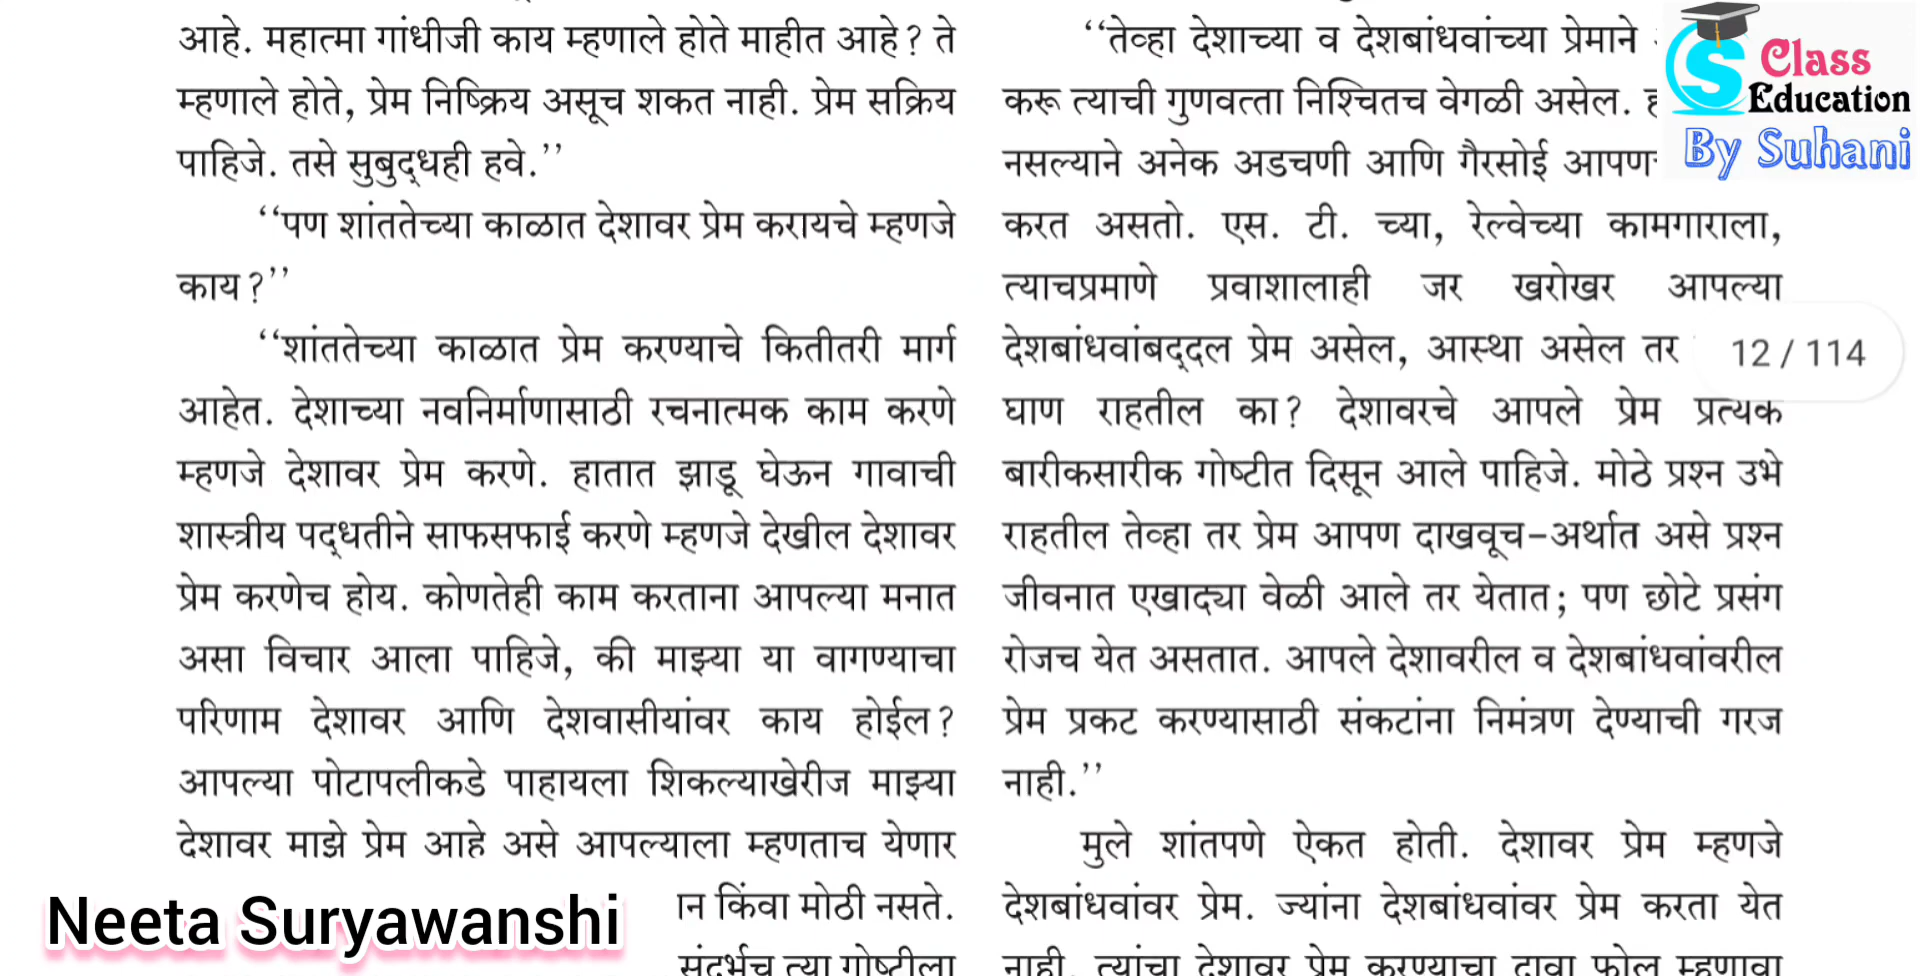 आहे. महात्मा गांधीजी काय म्हणाले होते माहीत आहे? ते
म्हणाले होते, प्रेम निष्क्रिय असूच शकत नाही. प्रेम सक्रिय
पाहिजे. तसे सुबुद्धही हवे.’’
‘‘पण शांततेच्या काळात देशावर प्रेम करायचे म्हणजे
काय?’’
‘‘शांततेच्या काळात प्रेम करण्याचे कितीतरी मार्ग
आहेत. देशाच्या नवनिर्माणासाठी रचनात्मक काम करणे
म्हणजे देशावर प्रेम करणे. हातात झाडू घेऊन गावाची
शास्त्रीय पद्धतीने साफसफाई करणे म्हणजे देखील देशावर
प्रेम करणेच होय. कोणतेही काम करताना आपल्या मनात
असा विचार आला पाहिजे, की माझ्या या वागण्याचा
परिणाम देशावर आणि देशवासीयांवर काय होईल?
आपल्या पोटापलीकडे पाहायला शिकल्याखेरीज माझ्या
देशावर माझे प्रेम आहे असे आपल्याला म्हणताच येणार
किंवा मोठी नसते.
संदर्भच त्या गोष्टीला
‘‘तेव्हा देशाच्या व देशबांधवांच्या प्रेमाने
करू त्याची गुणवत्ता निश्चितच वेगळी असेल.
नसल्याने अनेक अडचणी आणि गैरसोई
करत असतो. एस. टी. च्या, रेल्वेच्या कामगाराला,
त्याचप्रमाणे प्रवाशालाही जर खरोखर आपल्या
देशबांधवांबद्दल प्रेम असेल, आस्था असेल तर
घाण राहतील का? देशावरचे आपले प्रेम प्रत्येक
बारीकसारीक गोष्टीत दिसून आले पाहिजे. मोठे प्रश्न उभे
राहतील तेव्हा तर प्रेम आपण दाखवूच-अर्थात असे प्रश्न
जीवनात एखाद्या वेळी आले तर येतात; पण छोटे प्रसंग
रोजच येत असतात. आपले देशावरील व देशबांधवांवरील
प्रेम प्रकट करण्यासाठी संकटांना निमंत्रण देण्याची गरज
नाही.’’
मुले शांतपणे ऐकत होती. देशावर प्रेम म्हणजे
देशबांधवांवर प्रेम. ज्यांना देशबांधवांवर प्रेम करता येत
नाही, त्यांचा देशावर प्रेम करण्याचा दावा फोल म्हणावा
S Class
Education
By Suhani
12 / 114
Neeta Suryawanshi